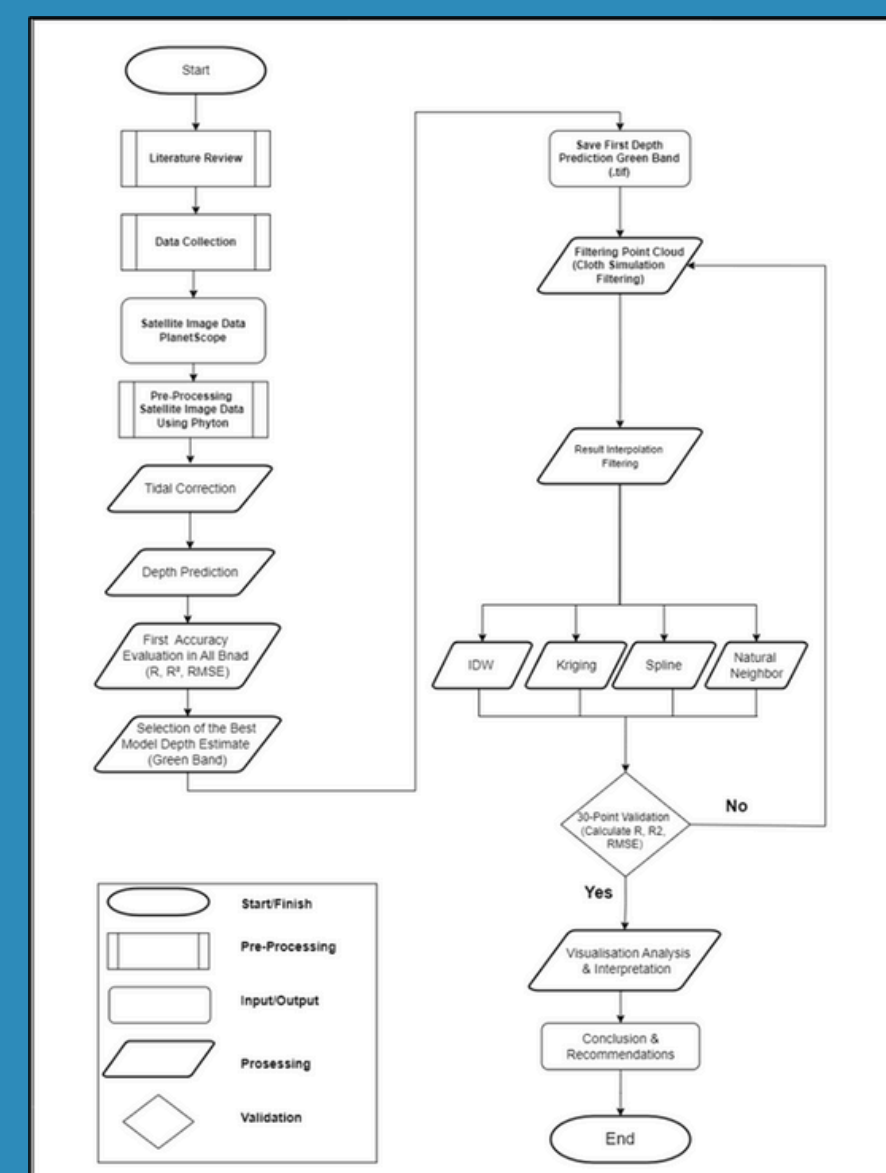 Start
Literature Review
Data Collection
Satellite Image Data
PlanetScope
Pre-Processing
Satellite Image Data
Using Phyton
Tidal Correction
Depth Prediction
First Accuracy
Evaluation in All Bnad
(R, R², RMSE)
Selection of the Best
Model Depth Estimate
(Green Band)
Save First Depth
Prediction Green Band
(.tif)
Filtering Point Cloud
(Cloth Simulation
Filtering)
Result Interpolation
Filtering
IDW
Kriging
Spline
Natural
Neighbor
30-Point Validation
(Calculate R, R2,
RMSE)
No
Yes
Visualisation Analysis
& Interpretation
Conclusion &
Recommendations
End
Start/Finish
Pre-Processing
Input/Output
Prosessing
Validation